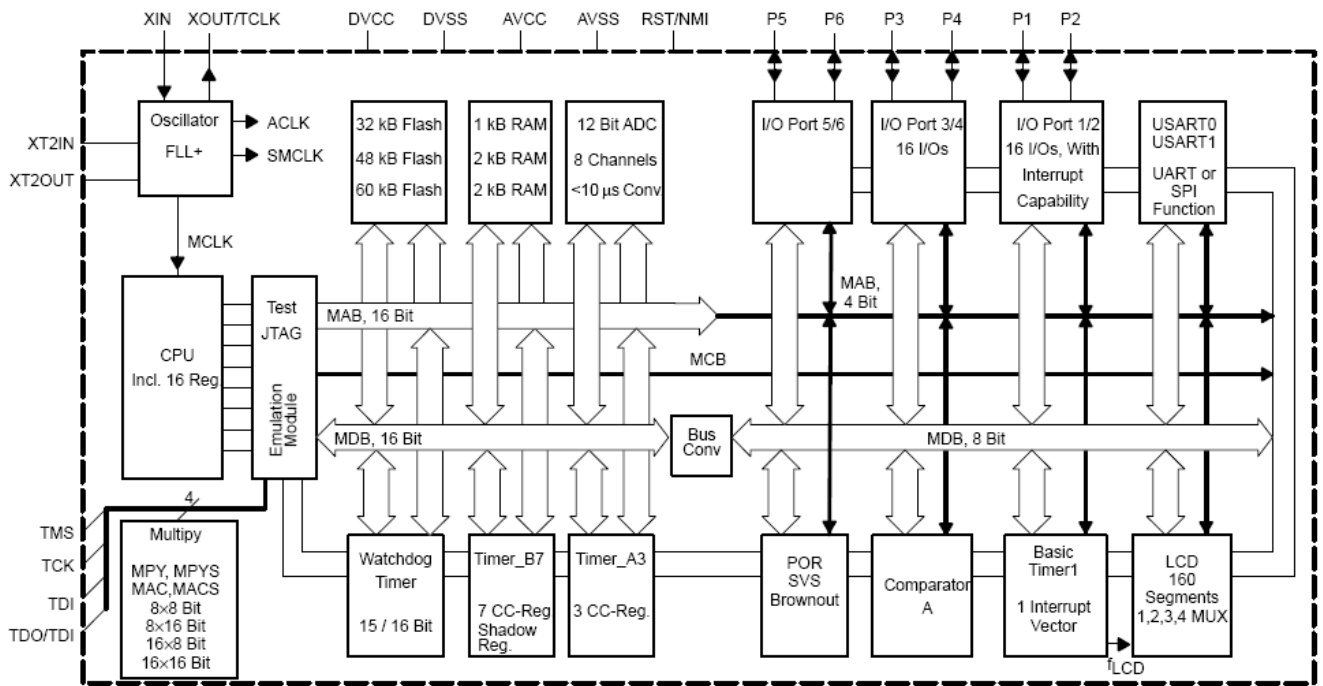 XIN
XOUT/TCLK
DVCC
DVSS
AVCC
AVSS
RST/NMI
P5
P6
P3
P4
P1
P2
Oscillator
FLL+
ACLK
SMCLK
XT2IN
XT2OUT
MCLK
32 kB Flash
48 kB Flash
60 kB Flash
1 kB RAM
2 kB RAM
2 kB RAM
12 Bit ADC
8 Channels
<10 µs Conv
I/O Port 5/6
I/O Port 3/4
16 I/Os
I/O Port 1/2
16 I/Os, With
Interrupt
Capability
USART0
USART1
UART or
SPI
Function
CPU
Incl. 16 Reg.
Test
JTAG
Emulation
Module
MAB, 16 Bit
MAB,
4 Bit
MCB
MDB, 16 Bit
Bus
Conv
MDB, 8 Bit
4
TMS
TCK
TDI
TDO/TDI
Multipy
MPY, MPYS
MAC,MACS
8×8 Bit
8×16 Bit
16×8 Bit
16×16 Bit
Watchdog
Timer
15 / 16 Bit
Timer_B7
7 CC-Reg
Shadow
Reg.
Timer_A3
3 CC-Reg.
POR
SVS
Brownout
Comparator
A
Basic
Timer1
1 Interrupt
Vector
fLCD
LCD
160
Segments
1,2,3,4 MUX